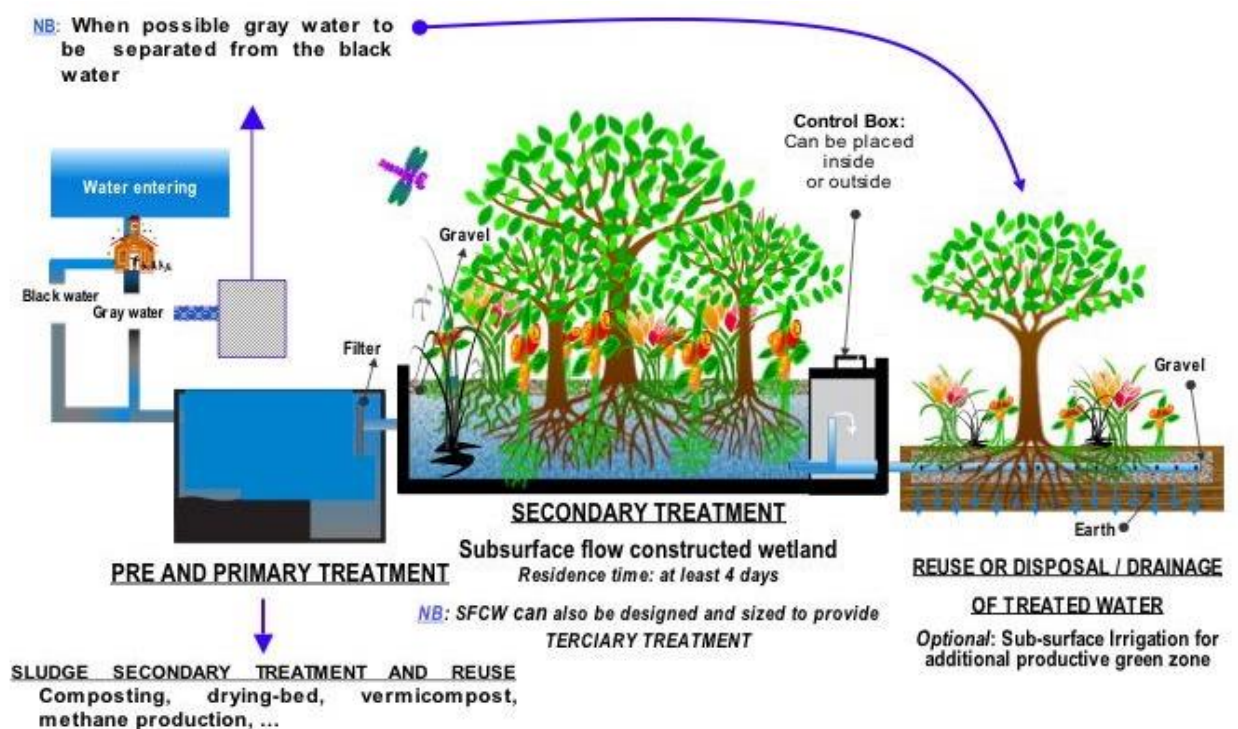 NB: When possible gray water to
be separated from the black
water
Control Box:
Can be placed
inside
or outside
Water entering
Gravel
Black water
Gray water
Filter
Gravel
Earth
SECONDARY TREATMENT
Subsurface flow constructed wetland
Residence time: at least 4 days
PRE AND PRIMARY TREATMENT
REUSE OR DISPOSAL / DRAINAGE
OF TREATED WATER
Optional: Sub-surface Irrigation for
additional productive green zone
NB: SFCW can also be designed and sized to provide
TERCIARY TREATMENT
SLUDGE SECONDARY TREATMENT AND REUSE
Composting, drying-bed, vermicompost,
methane production, ...